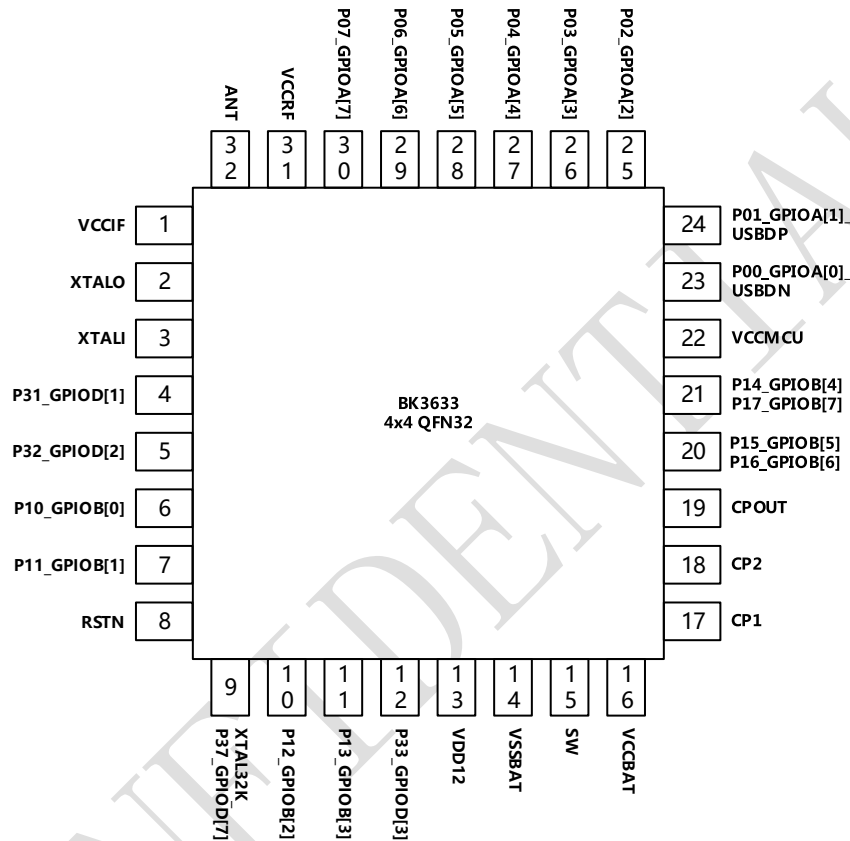 P07_GPIOA[7]
P06_GPIOA[6]
P05_GPIOA[5]
P04_GPIOA[4]
P03_GPIOA[3]
P02_GPIOA[2]
ANT
VCCRF
32
31
30
29
28
27
26
25
VCCIF 1
XTALO 2
XTALI 3
P31_GPIOD[1] 4
P32_GPIOD[2] 5
P10_GPIOB[0] 6
P11_GPIOB[1] 7
RSTN 8
BK3633
4x4 QFN32
24 P01_GPIOA[1]_
USBDP
23 P00_GPIOA[0]_
USBDN
22 VCCMCU
21 P14_GPIOB[4]
P17_GPIOB[7]
20 P15_GPIOB[5]
P16_GPIOB[6]
19 CPOUT
18 CP2
17 CP1
9
10
11
12
13
14
15
16
XTAL32K
P37_GPIOD[7]
P12_GPIOB[2]
P13_GPIOB[3]
P33_GPIOD[3]
VDD12
VSSBAT
SW
VCCBAT
NFIDENTIAL